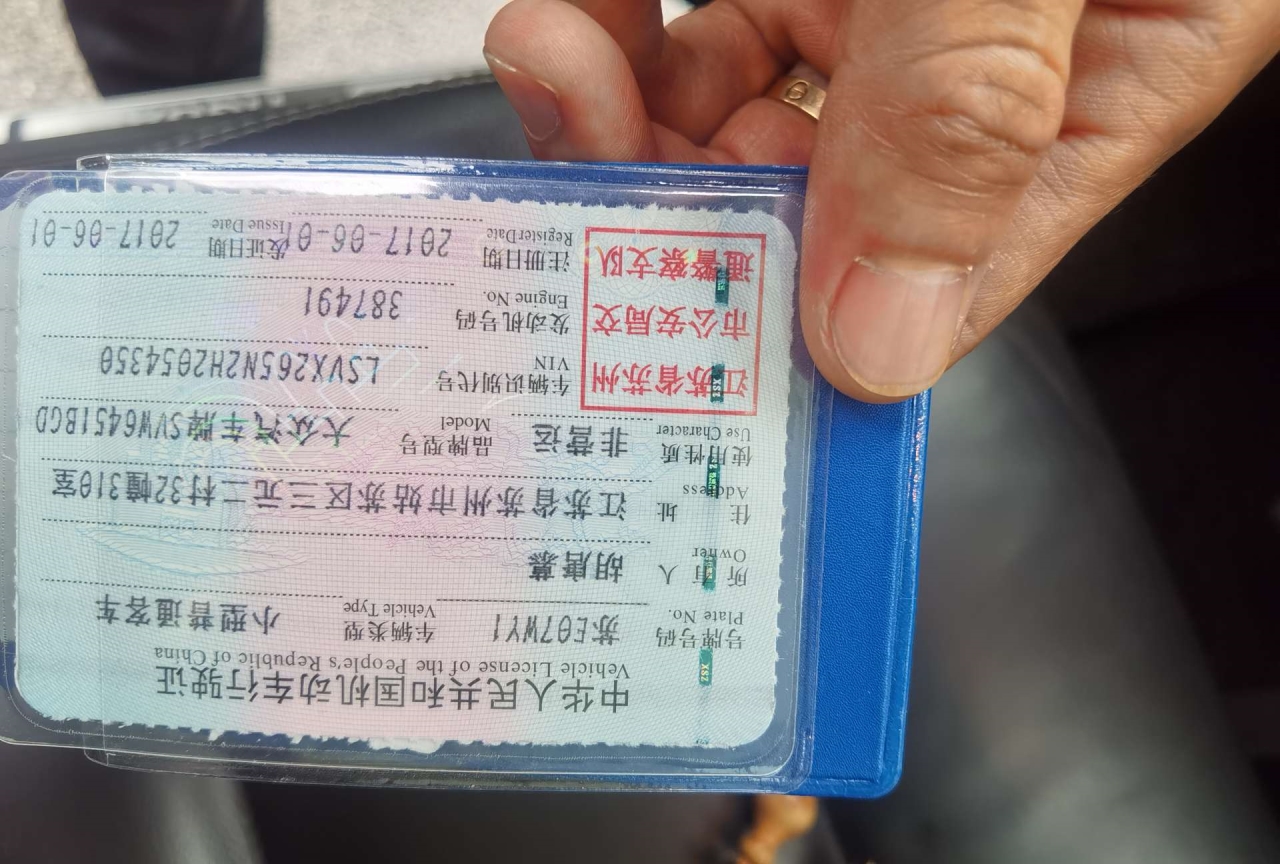 中华人民共和国机动车行驶证
Vehicle License of the People's Republic of China
号牌号码 苏E07WY1 车辆类型 小型普通客车
Plate No. Vehicle Type
所有人 胡唐慕
Owner
住址 江苏省苏州市姑苏区三元二村32幢310室
Address
使用性质 非营运 品牌型号 大众汽车牌SVW6451BGD
Use Character Model
江苏省苏州
市公安局交
通警察支队
车辆识别代号 LSVX265N2H2054350
VIN
发动机号码 387491
Engine No.
注册日期 2017-06-01 发证日期 2017-06-01
RegisterDate Issue Date
XSZ
XSZ